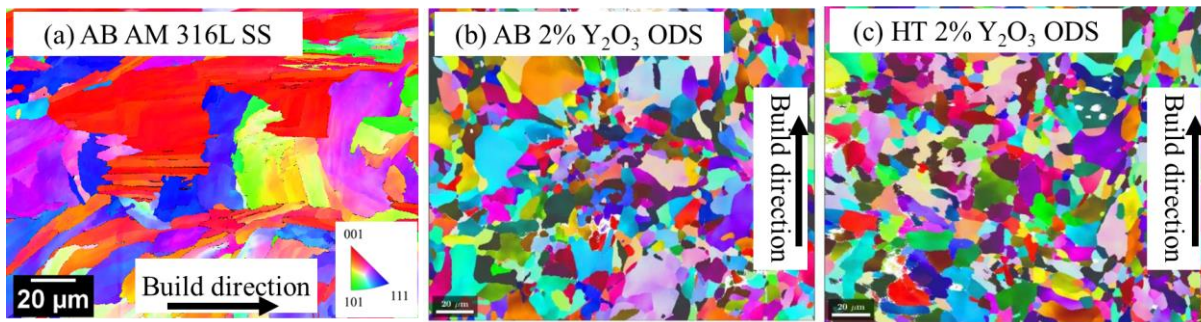 (a) AB AM 316L SS
001
101
111
20 μm
Build direction
(b) AB 2% Y₂O₃ ODS
Build direction
20 μm
(c) HT 2% Y₂O₃ ODS
Build direction
20 μm